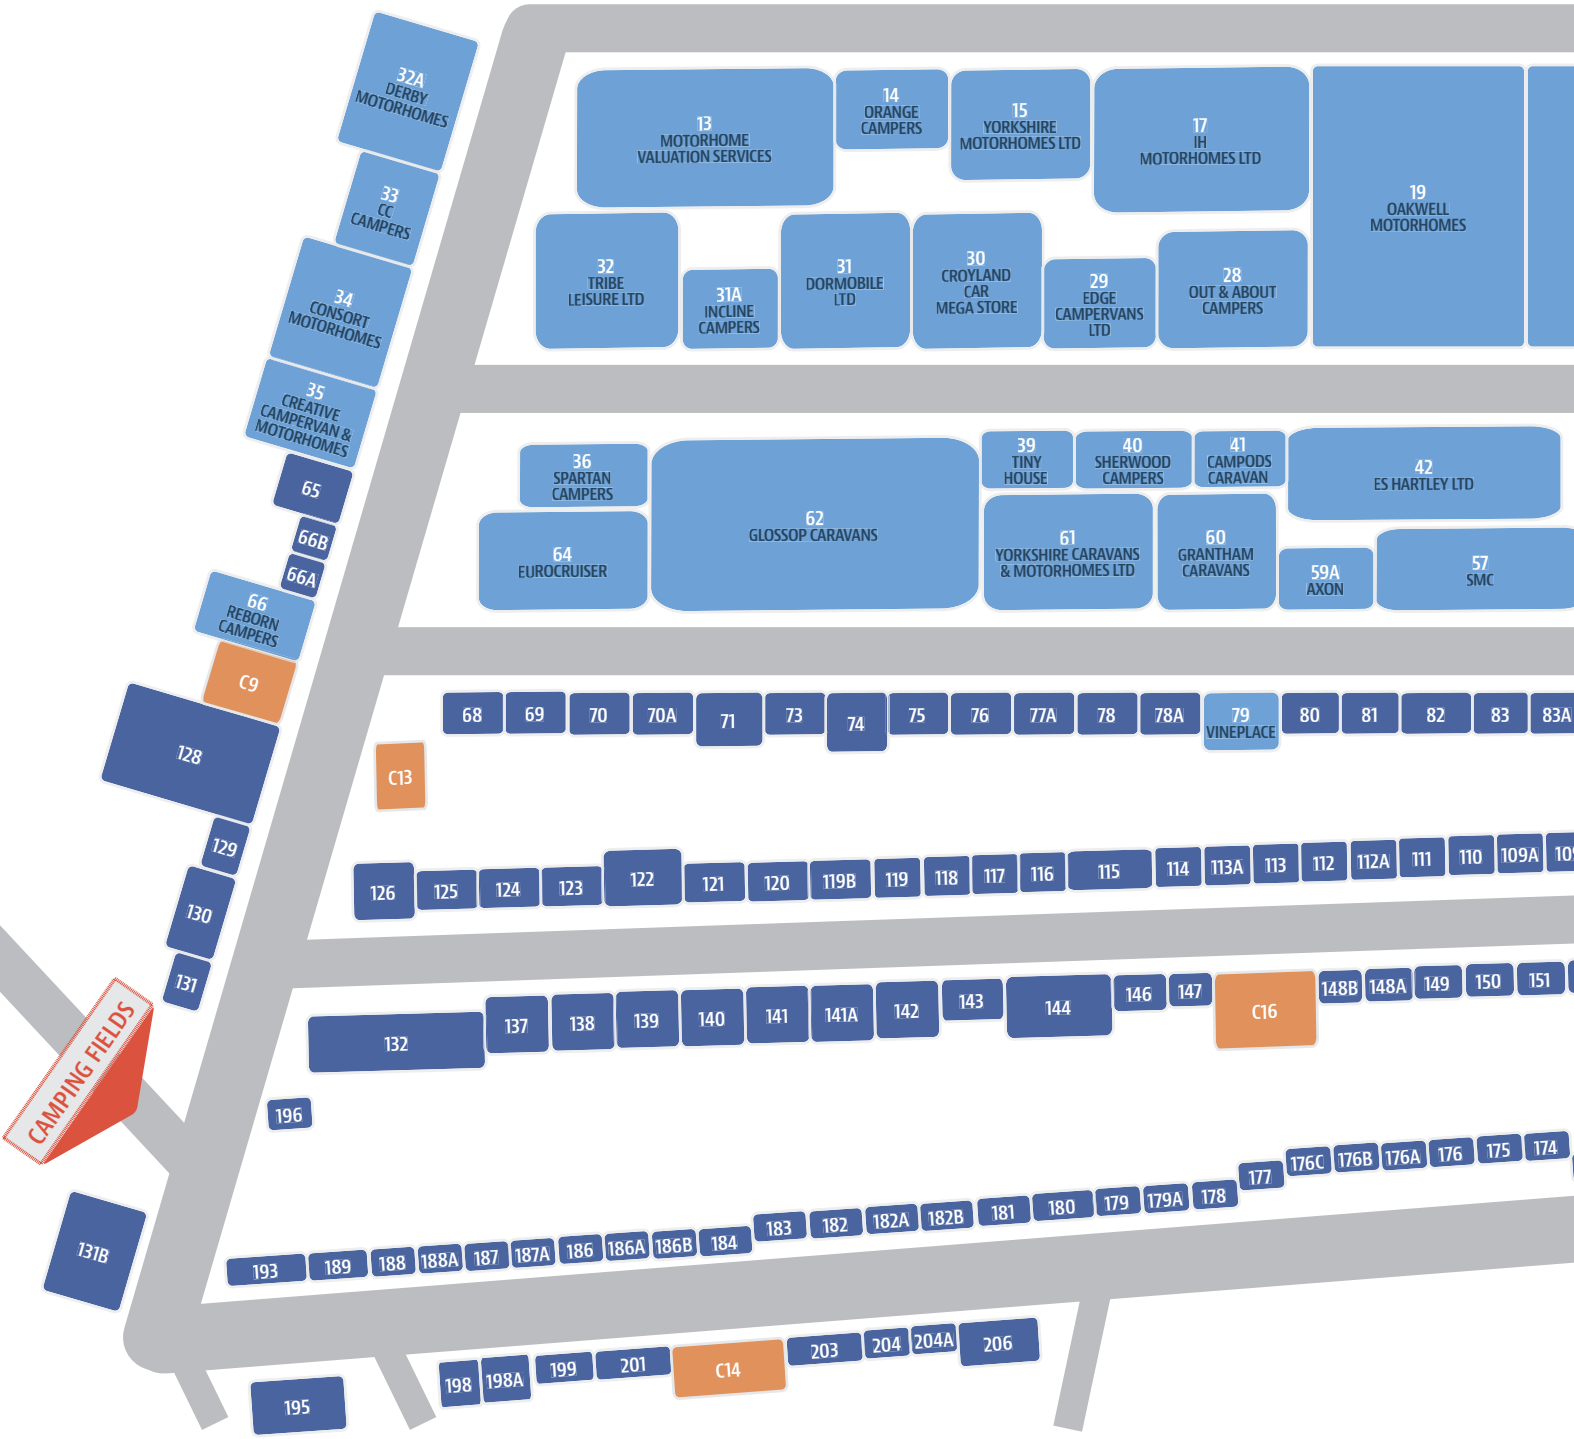 32A
DERBY
MOTORHOMES
33
CC
CAMPERS
34
CONSORT
MOTORHOMES
35
CREATIVE
CAMPERVAN &
MOTORHOMES
65
66B
66A
66
REBORN
CAMPERS
C9
128
129
130
131
CAMPING FIELDS
131B
13
MOTORHOME
VALUATION SERVICES
14
ORANGE
CAMPERS
15
YORKSHIRE
MOTORHOMES LTD
17
IH
MOTORHOMES LTD
19
OAKWELL
MOTORHOMES
32
TRIBE
LEISURE LTD
31A
INCLINE
CAMPERS
31
DORMOBILE
LTD
30
CROYLAND
CAR
MEGA STORE
29
EDGE
CAMPERVANS
LTD
28
OUT & ABOUT
CAMPERS
36
SPARTAN
CAMPERS
64
EUROCRUISER
62
GLOSSOP CARAVANS
39
TINY
HOUSE
40
SHERWOOD
CAMPERS
41
CAMPODS
CARAVAN
42
ES HARTLEY LTD
61
YORKSHIRE CARAVANS
& MOTORHOMES LTD
60
GRANTHAM
CARAVANS
59A
AXON
57
SMC
68
69
70
70A
71
73
74
75
76
77A
78
78A
79
VINEPLACE
80
81
82
83
83A
C13
126
125
124
123
122
121
120
119B
119
118
117
116
115
114
113A
113
112
112A
111
110
109A
132
137
138
139
140
141
141A
142
143
144
146
147
C16
148B
148A
149
150
151
196
193
189
188
188A
187
187A
186
186A
186B
184
183
182
182A
182B
181
180
179
179A
178
177
176C
176B
176A
176
175
174
195
198
198A
199
201
C14
203
204
204A
206